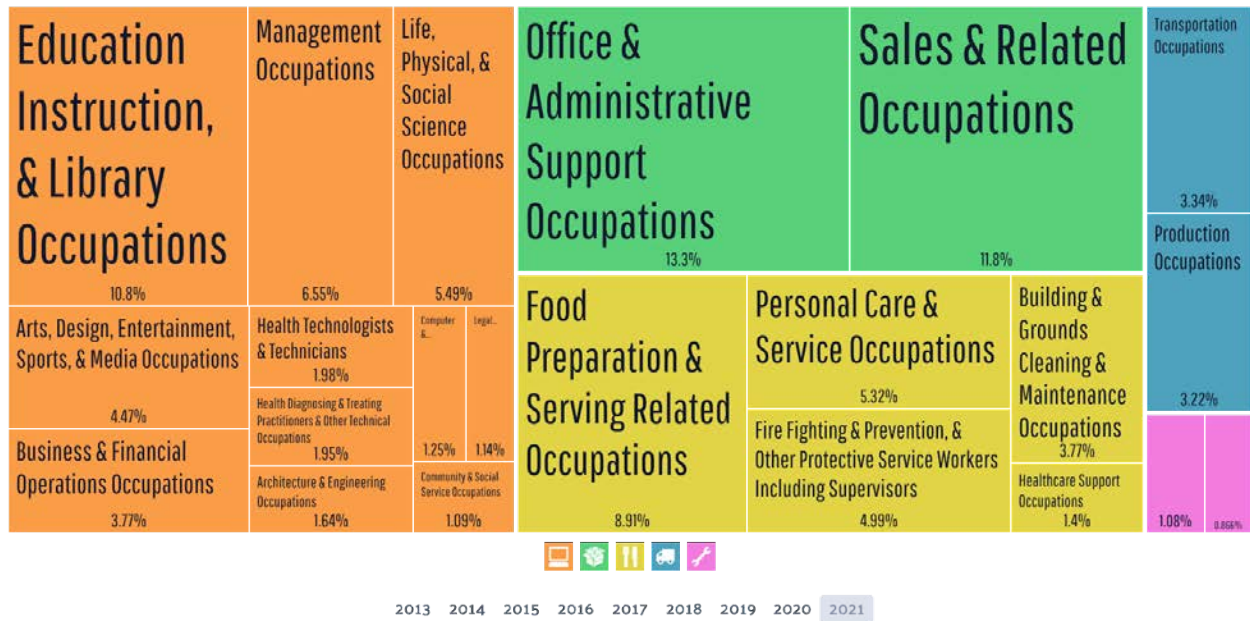 Education
Instruction,
& Library
Occupations
10.8%
Management
Occupations
6.55%
Life,
Physical, &
Social
Science
Occupations
5.49%
Arts, Design, Entertainment,
Sports, & Media Occupations
4.47%
Business & Financial
Operations Occupations
3.77%
Health Technologists
& Technicians
1.98%
Health Diagnosing & Treating
Practitioners & Other Technical
Occupations
1.95%
Architecture & Engineering
Occupations
1.64%
Computer
&...
1.25%
Legal...
1.14%
Community & Social
Service Occupations
1.09%
Office &
Administrative
Support
Occupations
13.3%
Sales & Related
Occupations
11.8%
Food
Preparation &
Serving Related
Occupations
8.91%
Personal Care &
Service Occupations
5.32%
Fire Fighting & Prevention, &
Other Protective Service Workers
Including Supervisors
4.99%
Building &
Grounds
Cleaning &
Maintenance
Occupations
3.77%
Healthcare Support
Occupations
1.4%
Transportation
Occupations
3.34%
Production
Occupations
3.22%
1.08%
0.866%
2013 2014 2015 2016 2017 2018 2019 2020 2021